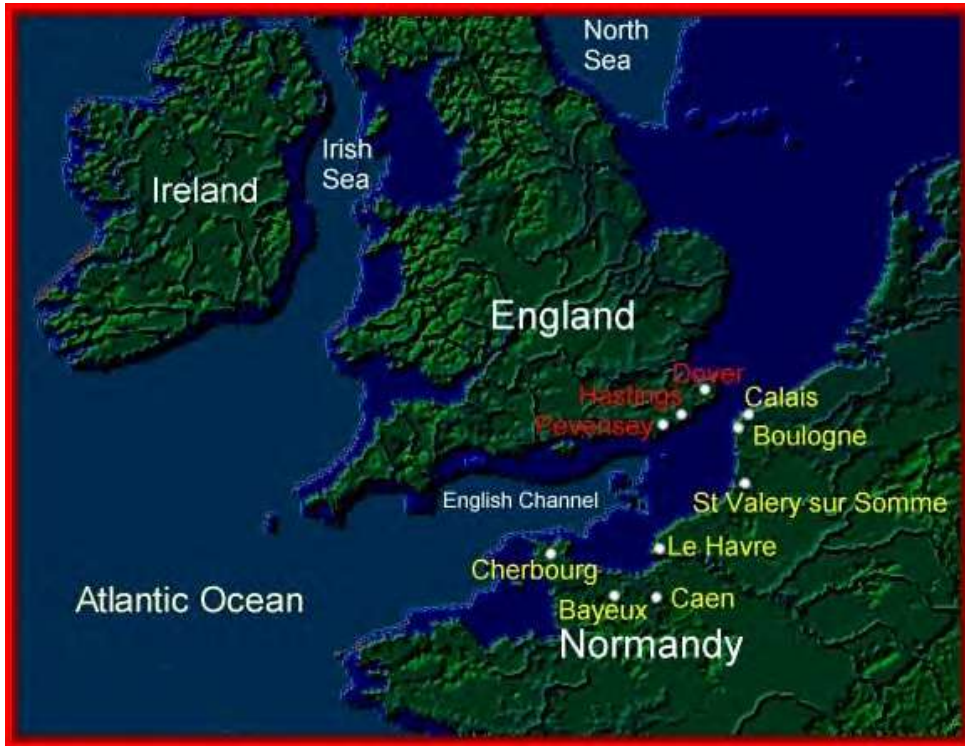 North
Sea
Irish
Sea
Ireland
England
Dover
Hastings
Calais
Pevensey
Boulogne
English Channel
St Valery sur Somme
Le Havre
Cherbourg
Atlantic Ocean
Bayeux
Caen
Normandy